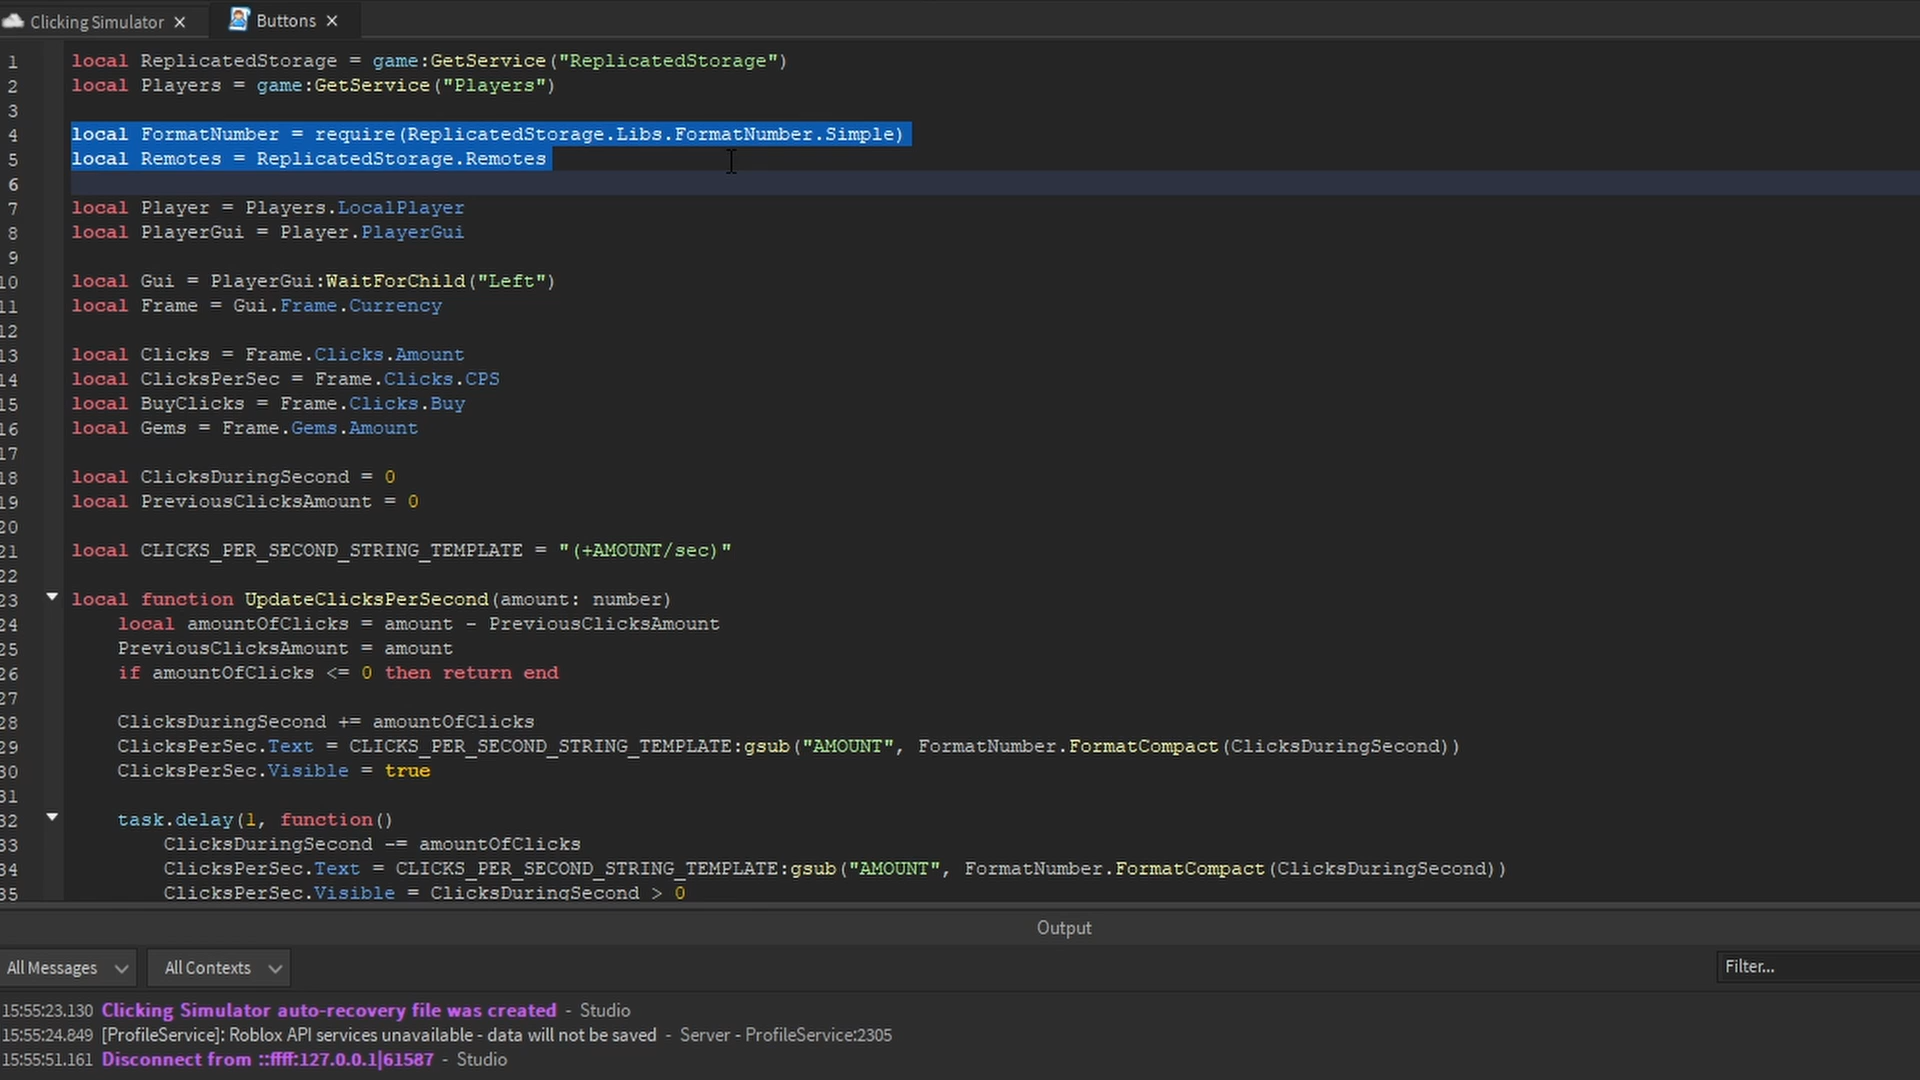 Clicking Simulator ×
Buttons ×
1 local ReplicatedStorage = game:GetService("ReplicatedStorage")
2 local Players = game:GetService("Players")
3
4 local FormatNumber = require(ReplicatedStorage.Libs.FormatNumber.Simple)
5 local Remotes = ReplicatedStorage.Remotes
6
7 local Player = Players.LocalPlayer
8 local PlayerGui = Player.PlayerGui
9
10 local Gui = PlayerGui:WaitForChild("Left")
11 local Frame = Gui.Frame.Currency
12
13 local Clicks = Frame.Clicks.Amount
14 local ClicksPerSec = Frame.Clicks.CPS
15 local BuyClicks = Frame.Clicks.Buy
16 local Gems = Frame.Gems.Amount
17
18 local ClicksDuringSecond = 0
19 local PreviousClicksAmount = 0
20
21 local CLICKS_PER_SECOND_STRING_TEMPLATE = "(+AMOUNT/sec)"
22
23 local function UpdateClicksPerSecond(amount: number)
24 local amountOfClicks = amount - PreviousClicksAmount
25 PreviousClicksAmount = amount
26 if amountOfClicks <= 0 then return end
27
28 ClicksDuringSecond += amountOfClicks
29 ClicksPerSec.Text = CLICKS_PER_SECOND_STRING_TEMPLATE:gsub("AMOUNT", FormatNumber.FormatCompact(ClicksDuringSecond))
30 ClicksPerSec.Visible = true
31
32 task.delay(1, function()
33 ClicksDuringSecond -= amountOfClicks
34 ClicksPerSec.Text = CLICKS_PER_SECOND_STRING_TEMPLATE:gsub("AMOUNT", FormatNumber.FormatCompact(ClicksDuringSecond))
35 ClicksPerSec.Visible = ClicksDuringSecond > 0
Output
All Messages
All Contexts
Filter...
15:55:23.130 Clicking Simulator auto-recovery file was created - Studio
15:55:24.849 [ProfileService]: Roblox API services unavailable - data will not be saved - Server - ProfileService:2305
15:55:51.161 Disconnect from ::ffff:127.0.0.1|61587 - Studio